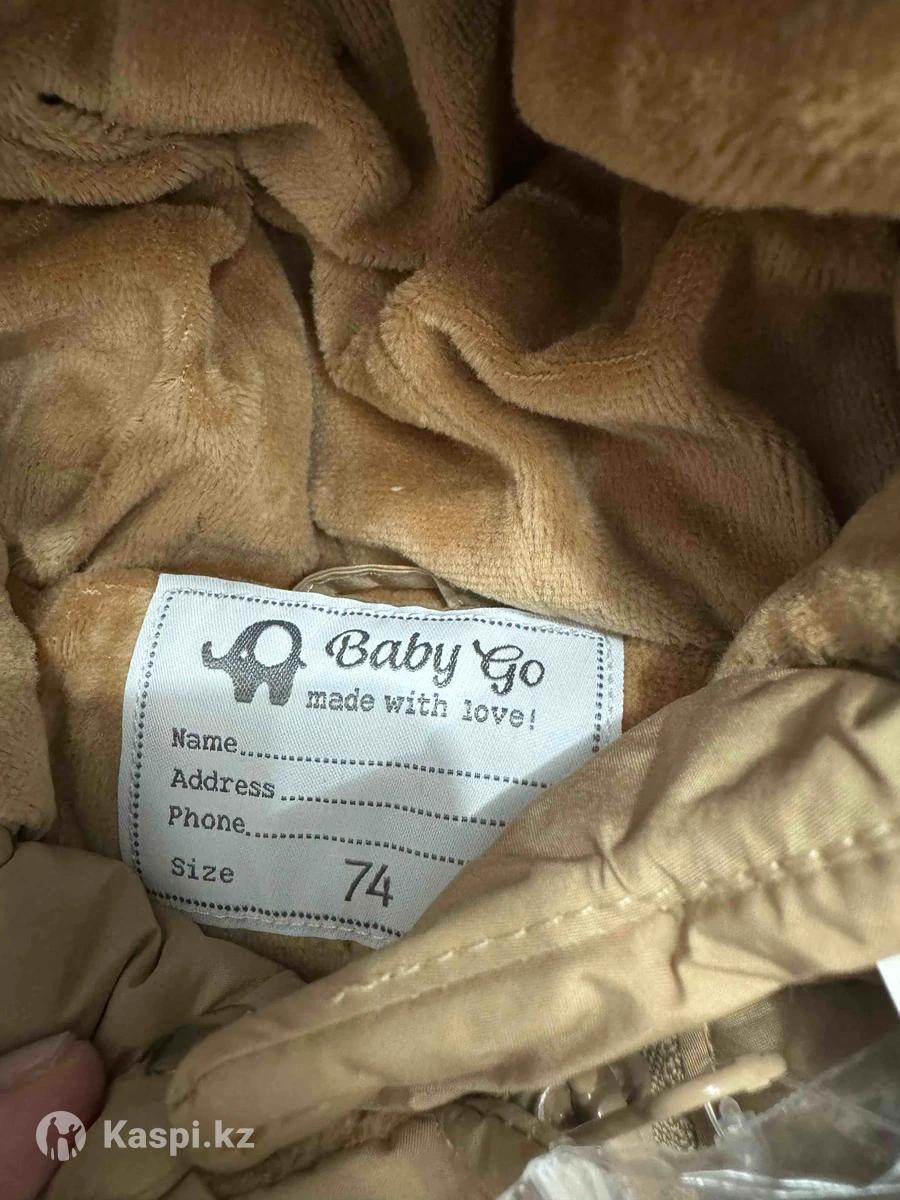 Baby Go
made with love!
Name
Address
Phone
Size 74
Kaspi.kz